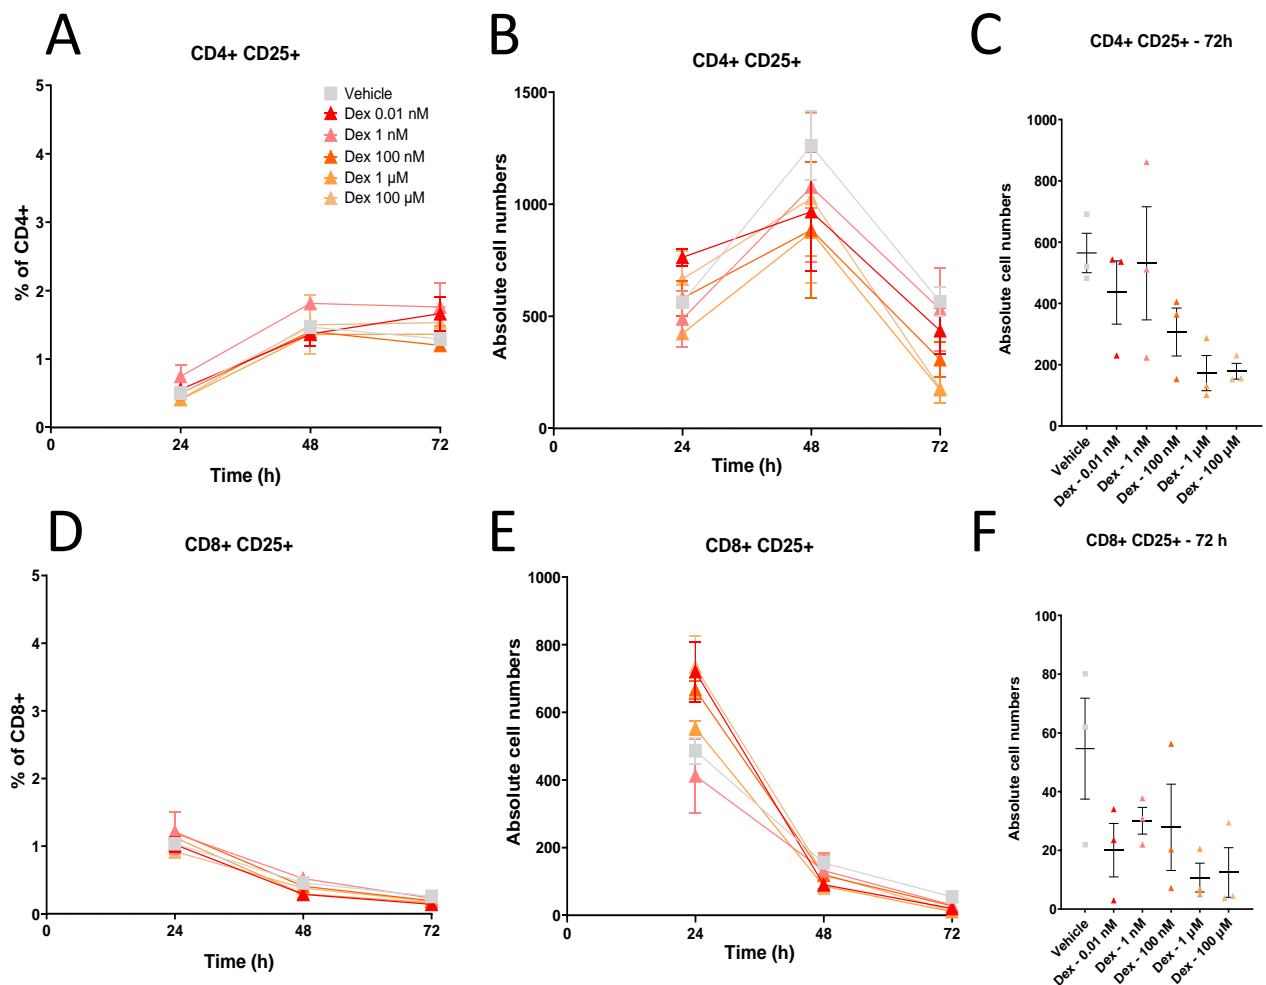 A
CD4+ CD25+
5
4
3
2
1
0
0
24
48
72
% of CD4+
Time (h)
Vehicle
Dex 0.01 nM
Dex 1 nM
Dex 100 nM
Dex 1 µM
Dex 100 µM
B
CD4+ CD25+
1500
1000
500
0
0
24
48
72
Absolute cell numbers
Time (h)
C
CD4+ CD25+ - 72h
1000
800
600
400
200
0
Absolute cell numbers
Vehicle
Dex - 0.01 nM
Dex - 1 nM
Dex - 100 nM
Dex - 1 µM
Dex - 100 µM
D
CD8+ CD25+
5
4
3
2
1
0
0
24
48
72
% of CD8+
Time (h)
E
CD8+ CD25+
1000
800
600
400
200
0
0
24
48
72
Absolute cell numbers
Time (h)
F
CD8+ CD25+ - 72 h
100
80
60
40
20
0
Absolute cell numbers
Vehicle
Dex - 0.01 nM
Dex - 1 nM
Dex - 100 nM
Dex - 1 µM
Dex - 100 µM